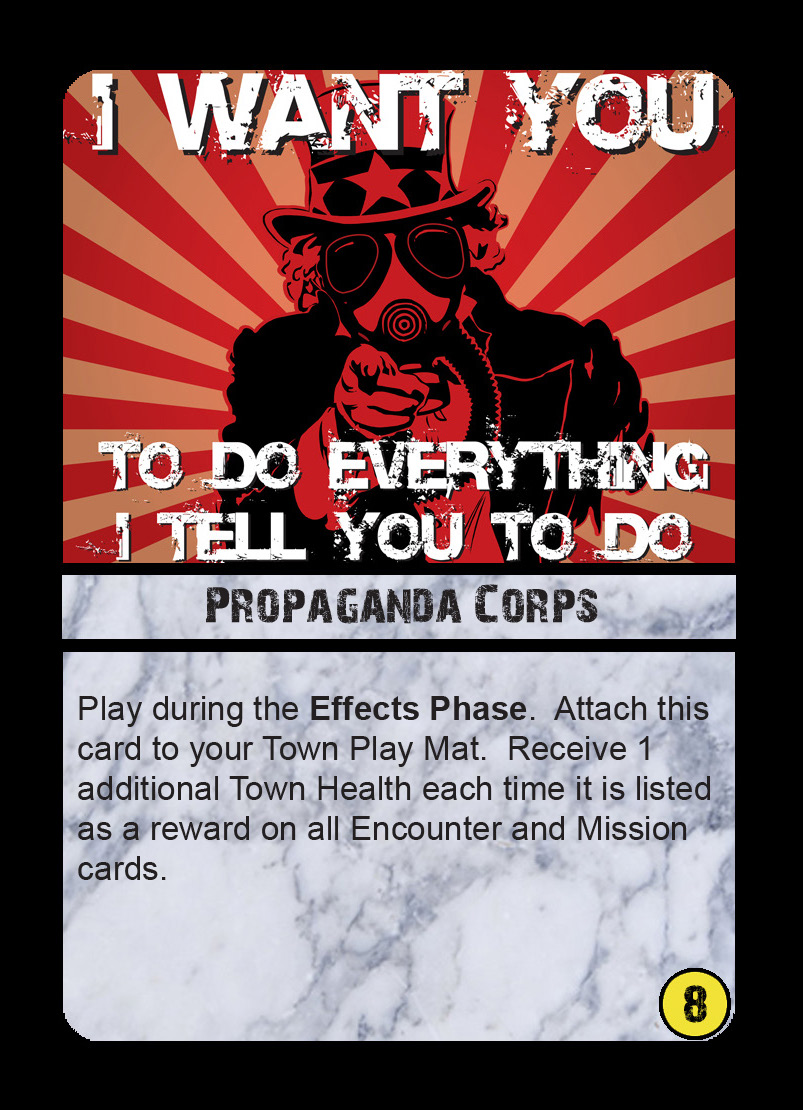 I WANT YOU
TO DO EVERYTHING
I TELL YOU TO DO
Propaganda Corps
Play during the Effects Phase.  Attach this
card to your Town Play Mat.  Receive 1
additional Town Health each time it is listed
as a reward on all Encounter and Mission
cards.
8